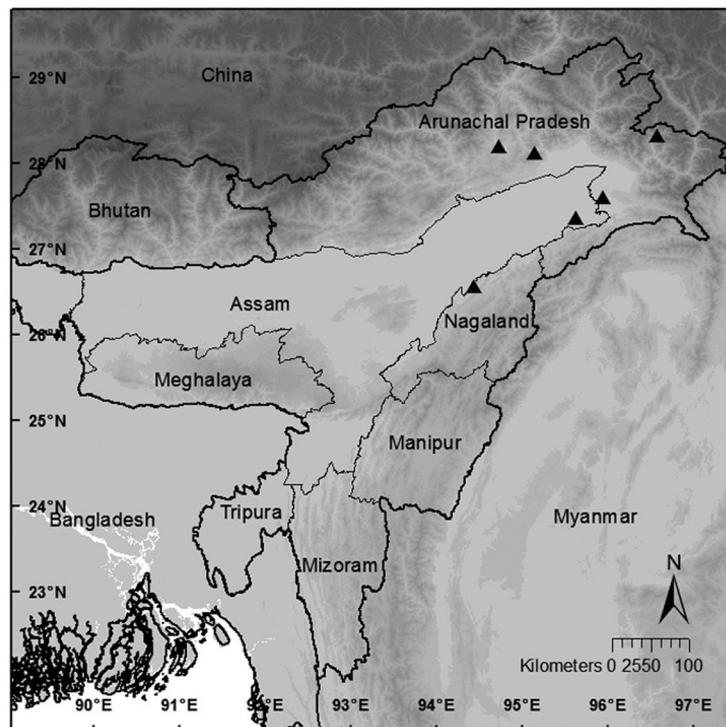 29°N
China
Arunachal Pradesh
28°N
Bhutan
27°N
Assam
Nagaland
26°N
Meghalaya
25°N
Manipur
24°N
Bangladesh
Tripura
Myanmar
Mizoram
N
23°N
Kilometers 0 2550 100
90°E 91°E 92°E 93°E 94°E 95°E 96°E 97°E